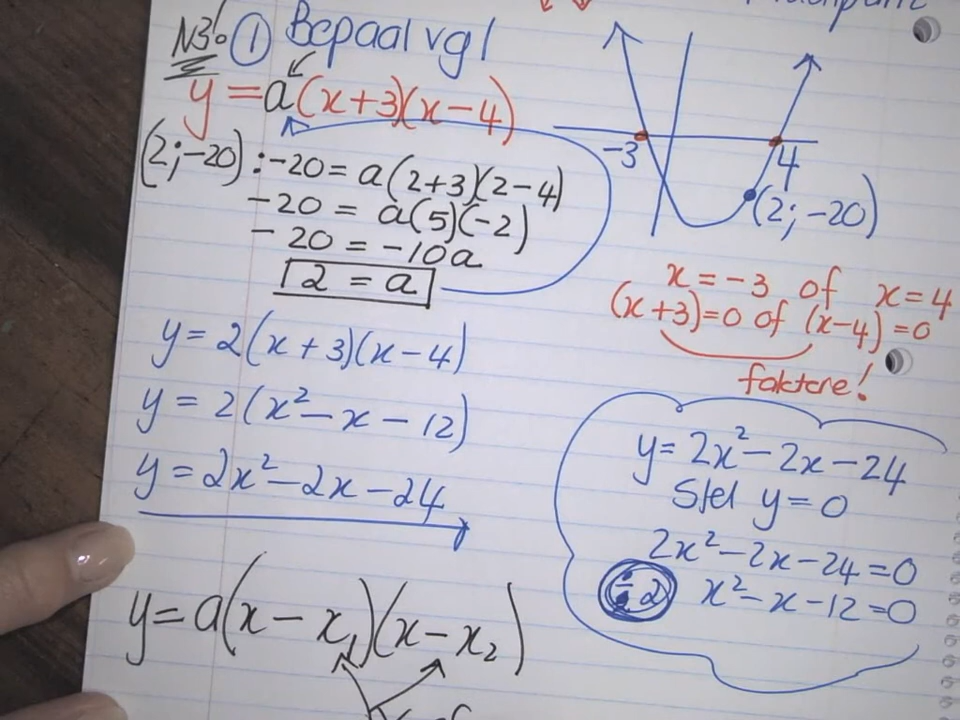 N3! ① Bepaal vgl
y = a(x+3)(x-4)
(2;-20): -20 = a(2+3)(2-4)
-20 = a(5)(-2)
-20 = -10a
2 = a
y = 2(x+3)(x-4)
y = 2(x²-x-12)
y = 2x²-2x-24
y = a(x-x₁)(x-x₂)
-3
4
(2;-20)
x = -3 of x = 4
(x+3)=0 of (x-4)=0
faktore!
y = 2x²-2x-24
Stel y = 0
2x²-2x-24=0
÷2 x²-x-12=0